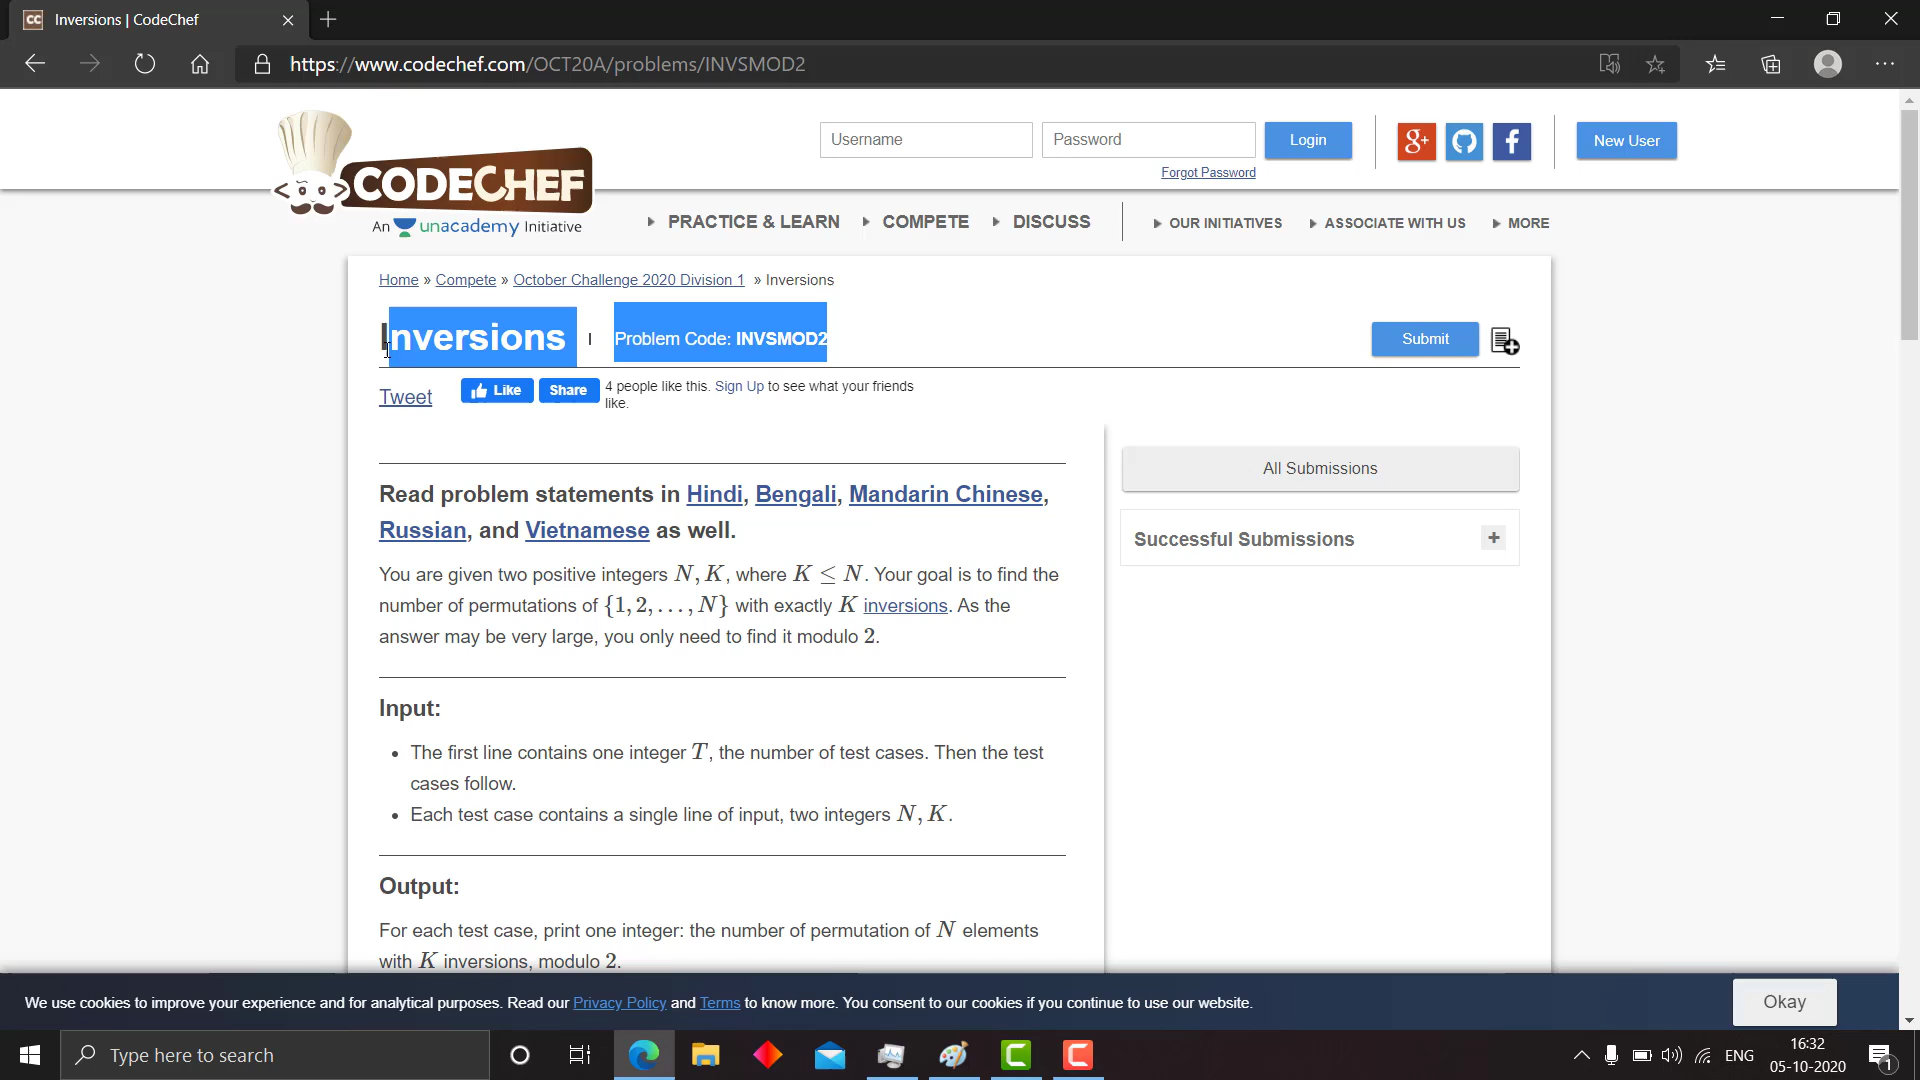 Inversions | CodeChef
https://www.codechef.com/OCT20A/problems/INVSMOD2
Username
Password
Login
New User
Forgot Password
CODECHEF
An unacademy Initiative
PRACTICE & LEARN
COMPETE
DISCUSS
OUR INITIATIVES
ASSOCIATE WITH US
MORE
Home » Compete » October Challenge 2020 Division 1 » Inversions
Inversions
Problem Code: INVSMOD2
Submit
Tweet
Like
Share
4 people like this. Sign Up to see what your friends
like.
All Submissions
Successful Submissions
Read problem statements in Hindi, Bengali, Mandarin Chinese,
Russian, and Vietnamese as well.
You are given two positive integers N, K, where K ≤ N. Your goal is to find the
number of permutations of {1, 2, . . . , N} with exactly K inversions. As the
answer may be very large, you only need to find it modulo 2.
Input:
• The first line contains one integer T, the number of test cases. Then the test
cases follow.
• Each test case contains a single line of input, two integers N, K.
Output:
For each test case, print one integer: the number of permutation of N elements
with K inversions, modulo 2.
We use cookies to improve your experience and for analytical purposes. Read our Privacy Policy and Terms to know more. You consent to our cookies if you continue to use our website.
Okay
Type here to search
ENG
16:32
05-10-2020
1